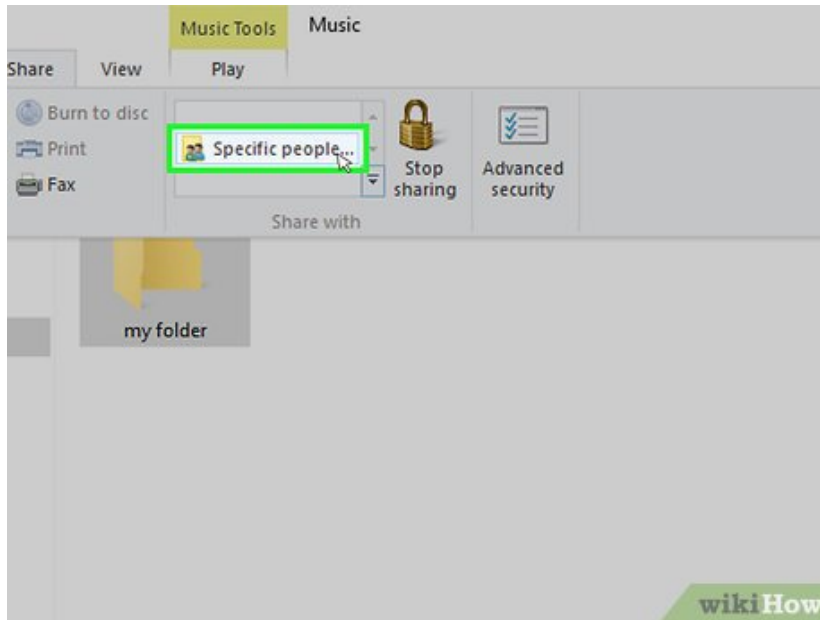 Music Tools
Music
Share
View
Play
Burn to disc
Print
Fax
Specific people...
Stop
sharing
Advanced
security
Share with
my folder
wikiHow